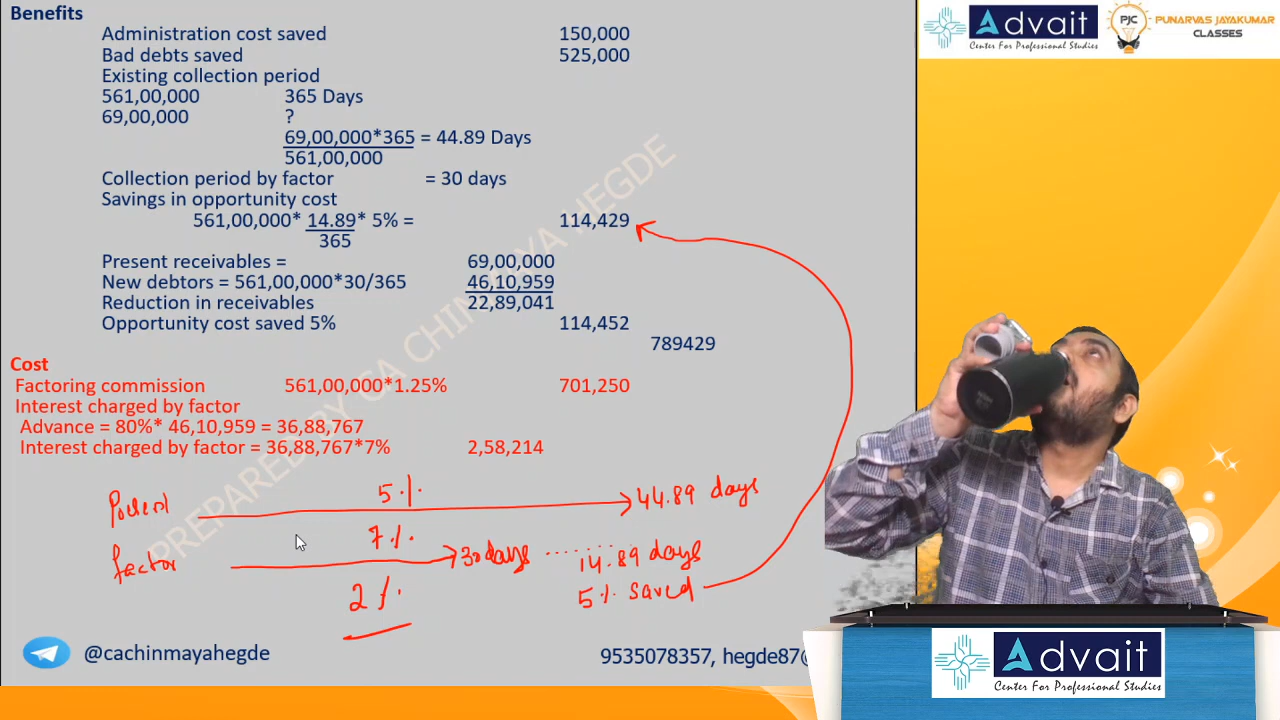 Benefits
Administration cost saved 150,000
Bad debts saved 525,000
Existing collection period
561,00,000 365 Days
69,00,000 ?
69,00,000*365 = 44.89 Days
561,00,000
Collection period by factor = 30 days
Savings in opportunity cost
561,00,000* 14.89* 5% = 114,429
365
Present receivables = 69,00,000
New debtors = 561,00,000*30/365 46,10,959
Reduction in receivables 22,89,041
Opportunity cost saved 5% 114,452
789429
Cost
Factoring commission 561,00,000*1.25% 701,250
Interest charged by factor
Advance = 80%* 46,10,959 = 36,88,767
Interest charged by factor = 36,88,767*7% 2,58,214
5% 44.89 days
factor 7% 30 days 14.89 days
2% 5% saved
PREPARED BY CA CHINMAYA HEGDE
@cachinmayahegde
9535078357, hegde87@
Advait
Center For Professional Studies
PJC
PUNARVAS JAYAKUMAR
CLASSES
Advait
Center For Professional Studies